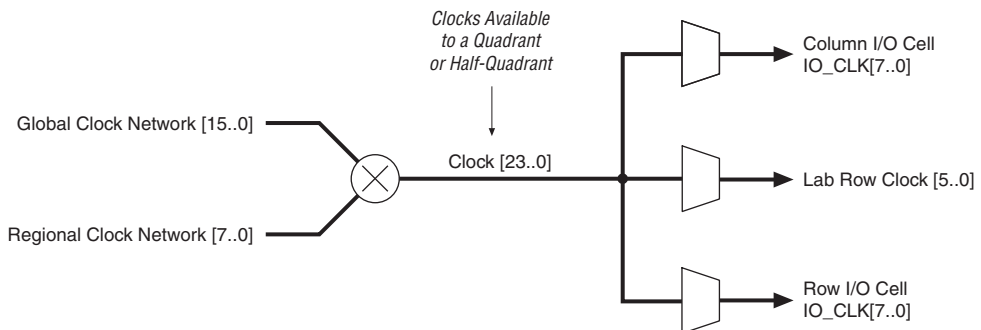 Clocks Available
to a Quadrant
or Half-Quadrant
Column I/O Cell
IO_CLK[7..0]
Global Clock Network [15..0]
Clock [23..0]
Lab Row Clock [5..0]
Regional Clock Network [7..0]
Row I/O Cell
IO_CLK[7..0]